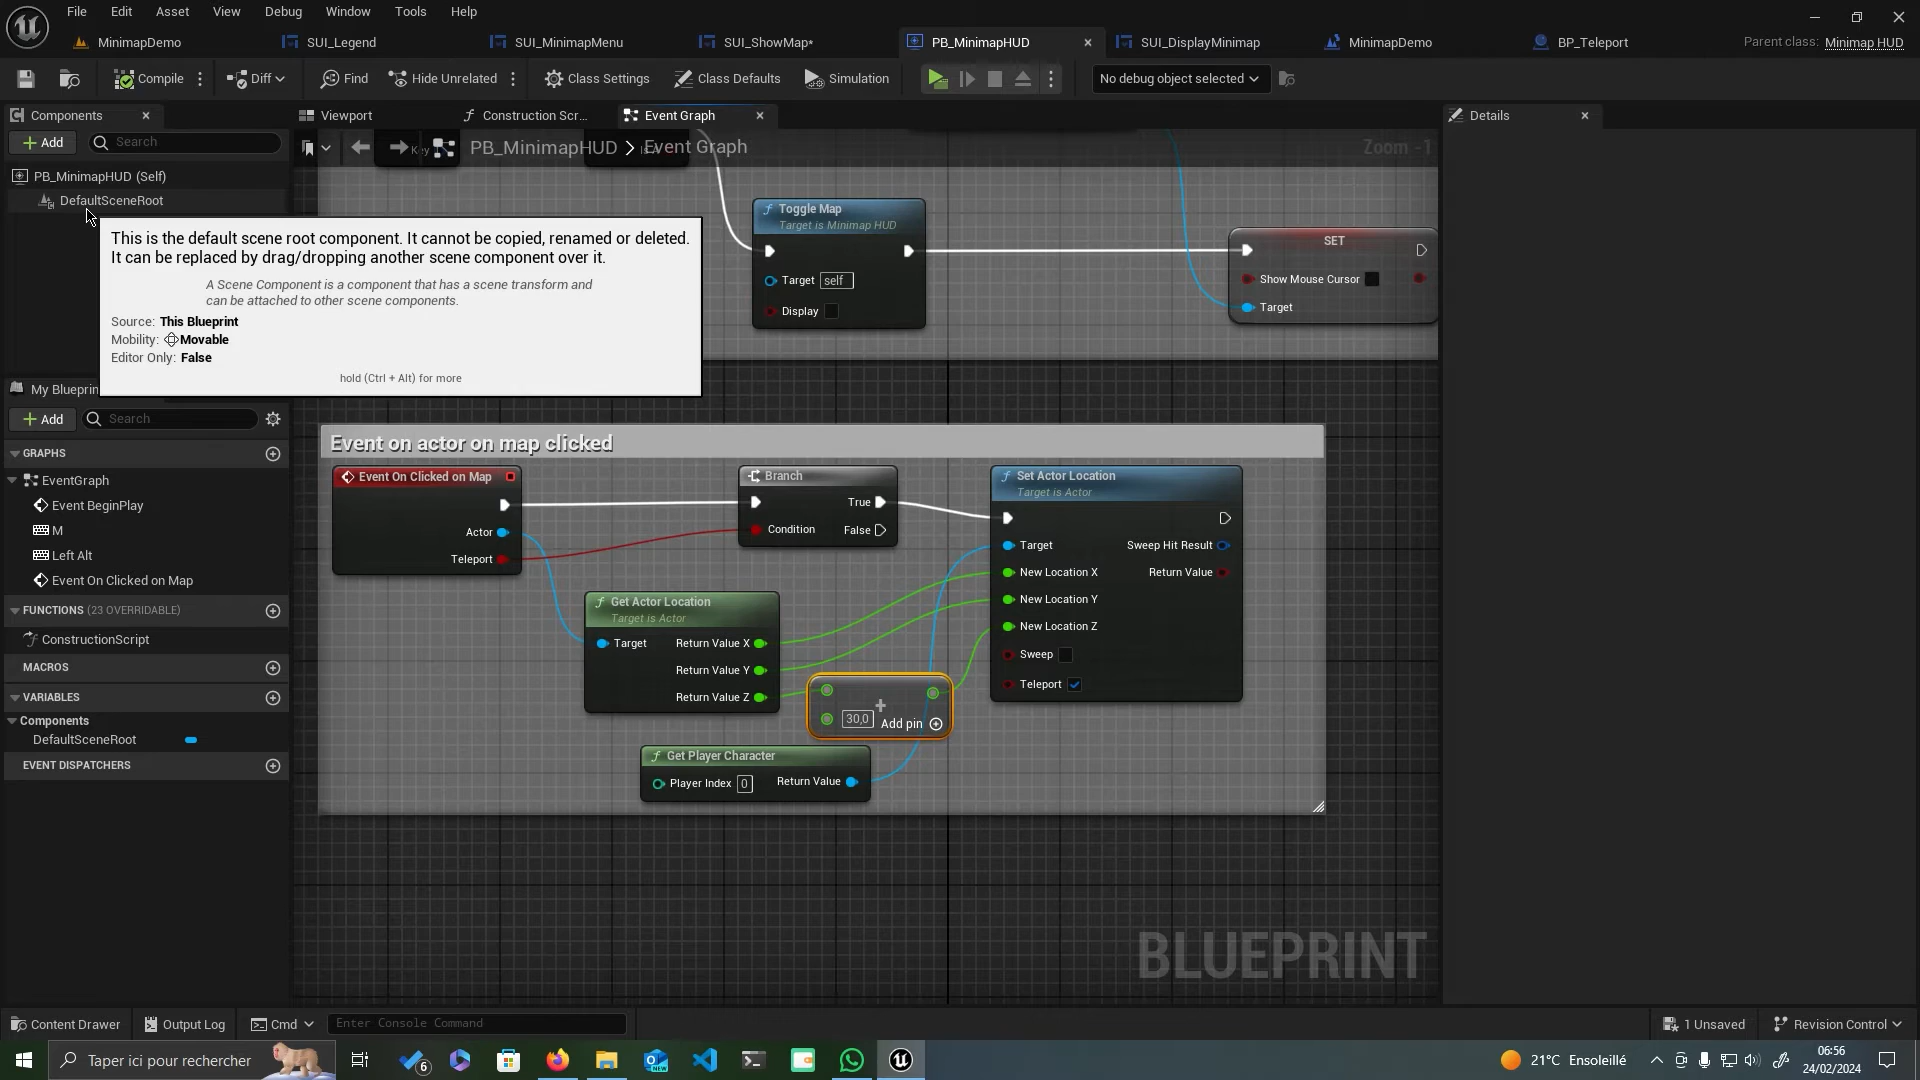 File Edit Asset View Debug Window Tools Help
MinimapDemo SUI_Legend SUI_MinimapMenu SUI_ShowMap* PB_MinimapHUD SUI_DisplayMinimap MinimapDemo BP_Teleport Parent class: Minimap HUD
Compile Diff Find Hide Unrelated Class Settings Class Defaults Simulation No debug object selected
Components Viewport Construction Scr... Event Graph Details
Add Search
PB_MinimapHUD > Event Graph Zoom -1
PB_MinimapHUD (Self)
DefaultSceneRoot
This is the default scene root component. It cannot be copied, renamed or deleted.
It can be replaced by drag/dropping another scene component over it.
A Scene Component is a component that has a scene transform and
can be attached to other scene components.
Source: This Blueprint
Mobility: Movable
Editor Only: False
hold (Ctrl + Alt) for more
Toggle Map
Target is Minimap HUD
Target self
Display
SET
Show Mouse Cursor
Target
My Blueprin
Add Search
GRAPHS
EventGraph
Event BeginPlay
M
Left Alt
Event On Clicked on Map
FUNCTIONS (23 OVERRIDABLE)
ConstructionScript
MACROS
VARIABLES
Components
DefaultSceneRoot
EVENT DISPATCHERS
Event on actor on map clicked
Event On Clicked on Map
Actor
Teleport
Branch
True
Condition False
Get Actor Location
Target is Actor
Target Return Value X
Return Value Y
Return Value Z
30,0 Add pin
Get Player Character
Player Index 0 Return Value
Set Actor Location
Target is Actor
Target Sweep Hit Result
New Location X Return Value
New Location Y
New Location Z
Sweep
Teleport
BLUEPRINT
Content Drawer Output Log Cmd Enter Console Command 1 Unsaved Revision Control
Taper ici pour rechercher 6 21°C Ensoleillé 06:56
24/02/2024